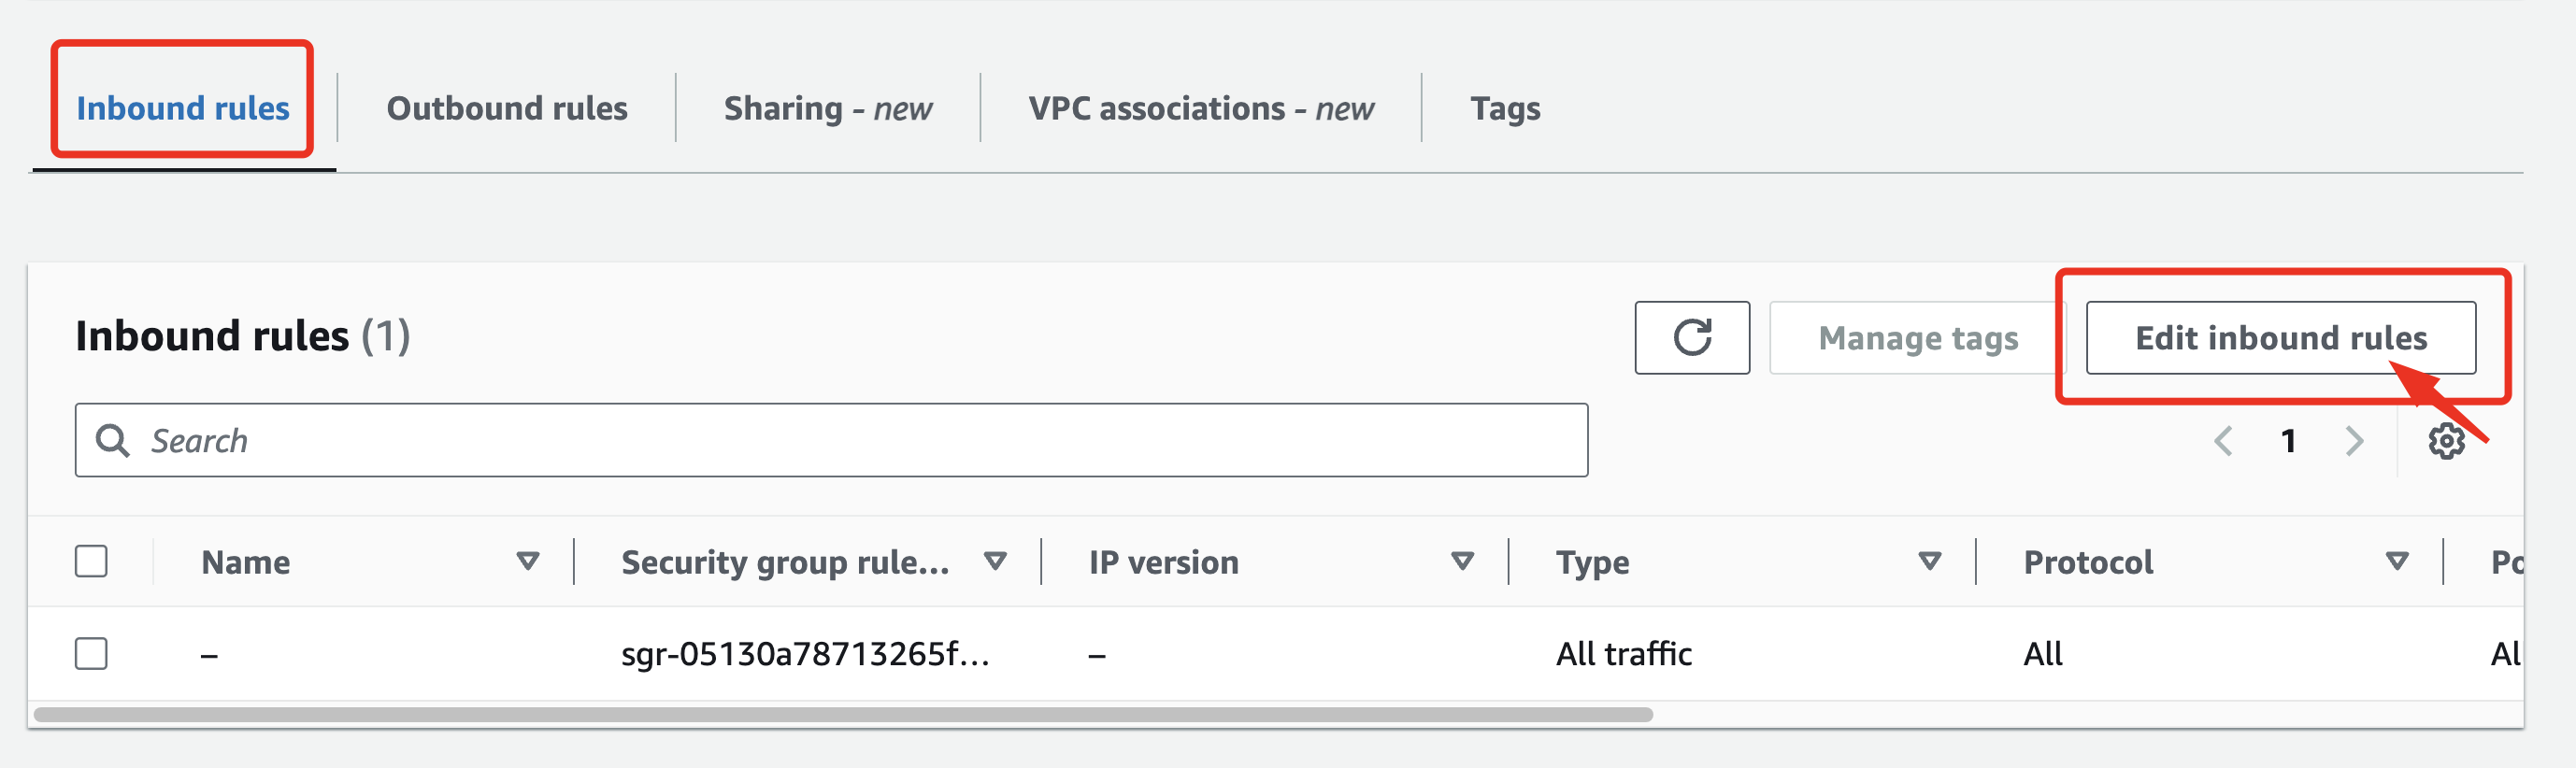 Inbound rules
Outbound rules
Sharing - new
VPC associations - new
Tags
Inbound rules (1)
Manage tags
Edit inbound rules
Search
1
Name
Security group rule...
IP version
Type
Protocol
Po
–
sgr-05130a78713265f...
–
All traffic
All
Al